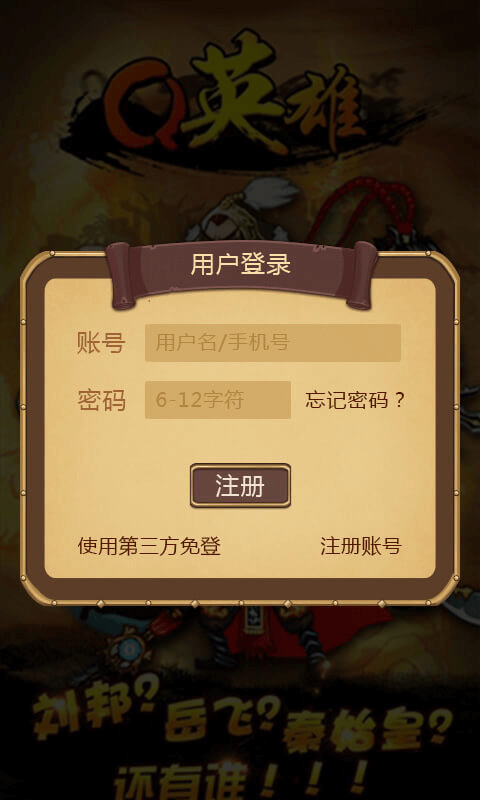 Q英雄
用户登录
账号 用户名/手机号
密码 6-12字符 忘记密码？
注册
使用第三方免登 注册账号
刘邦？岳飞？秦始皇？
还有谁！！！